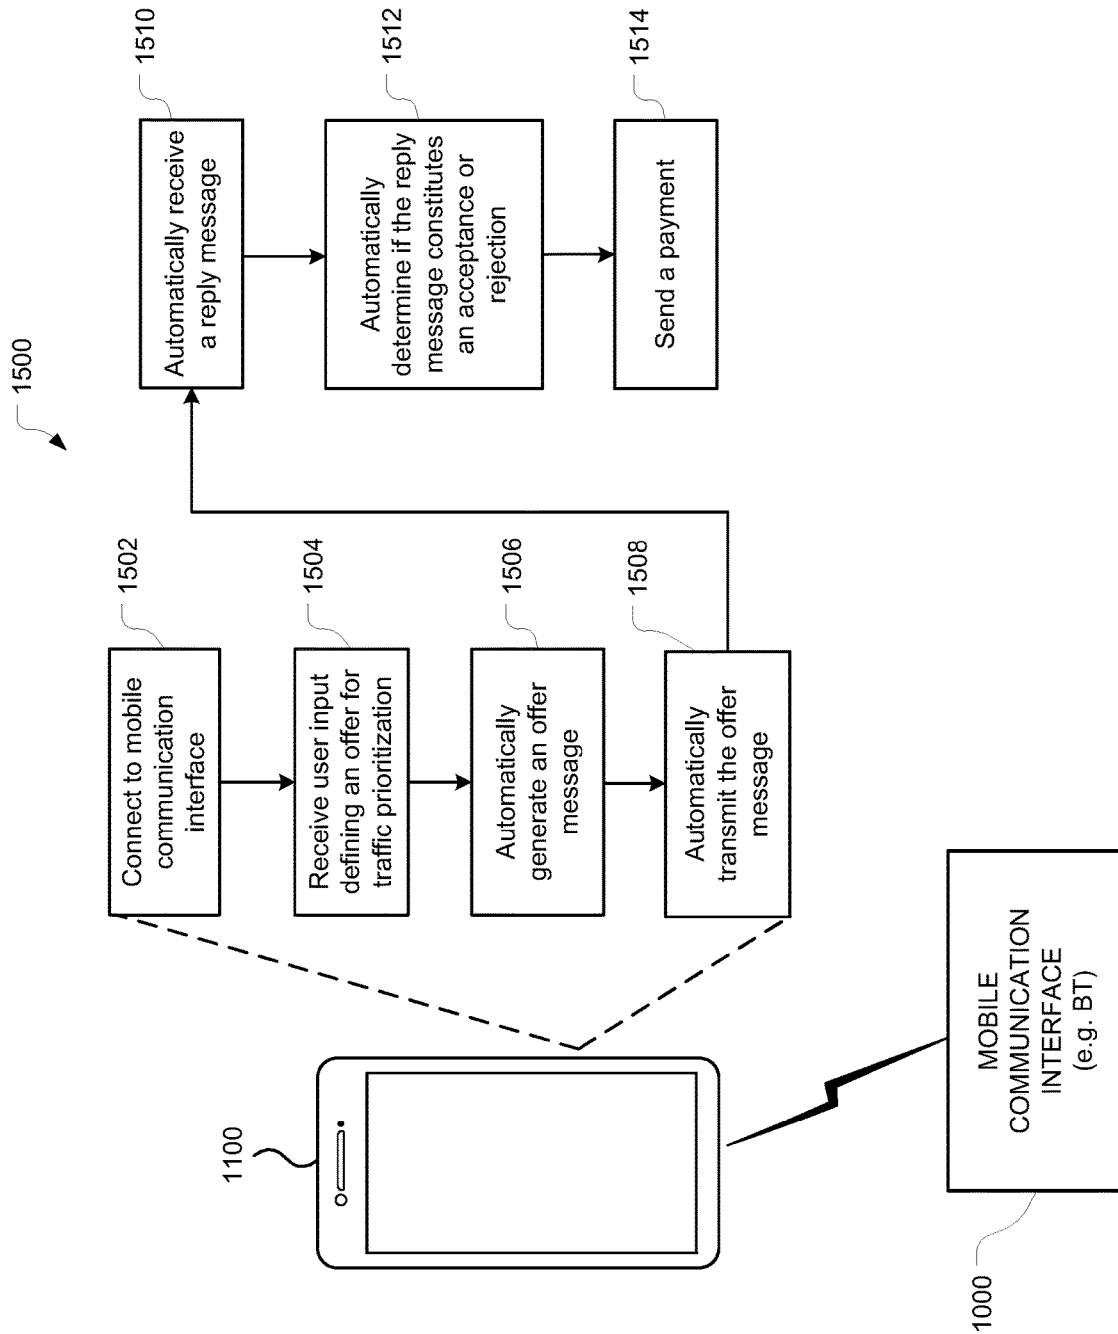 1500
1502
Connect to mobile
communication
interface
1504
Receive user input
defining an offer for
traffic prioritization
1506
Automatically
generate an offer
message
1508
Automatically
transmit the offer
message
1510
Automatically receive
a reply message
1512
Automatically
determine if the reply
message constitutes
an acceptance or
rejection
1514
Send a payment
1100
MOBILE
COMMUNICATION
INTERFACE
(e.g. BT)
1000